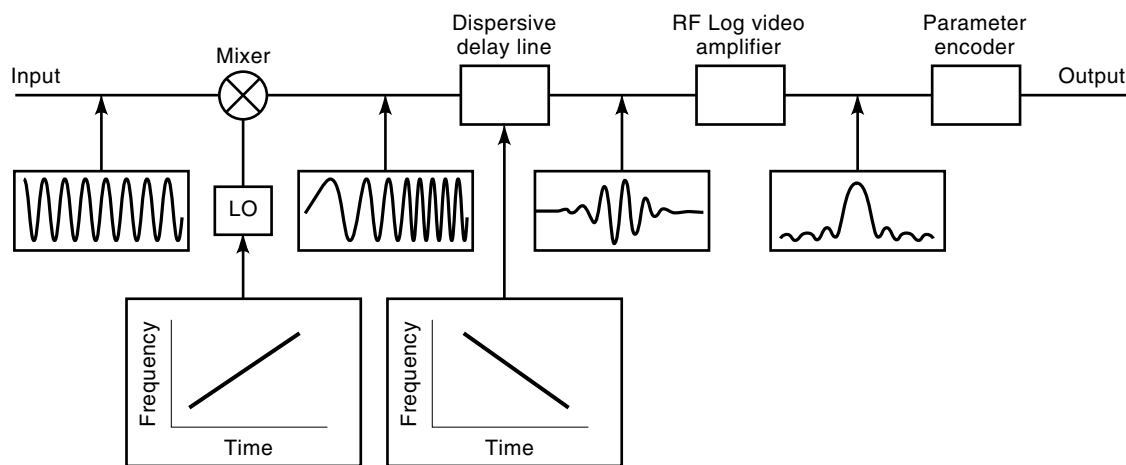 Dispersive
delay line
RF Log video
amplifier
Parameter
encoder
Mixer
Input
Output
LO
Frequency
Time
Frequency
Time